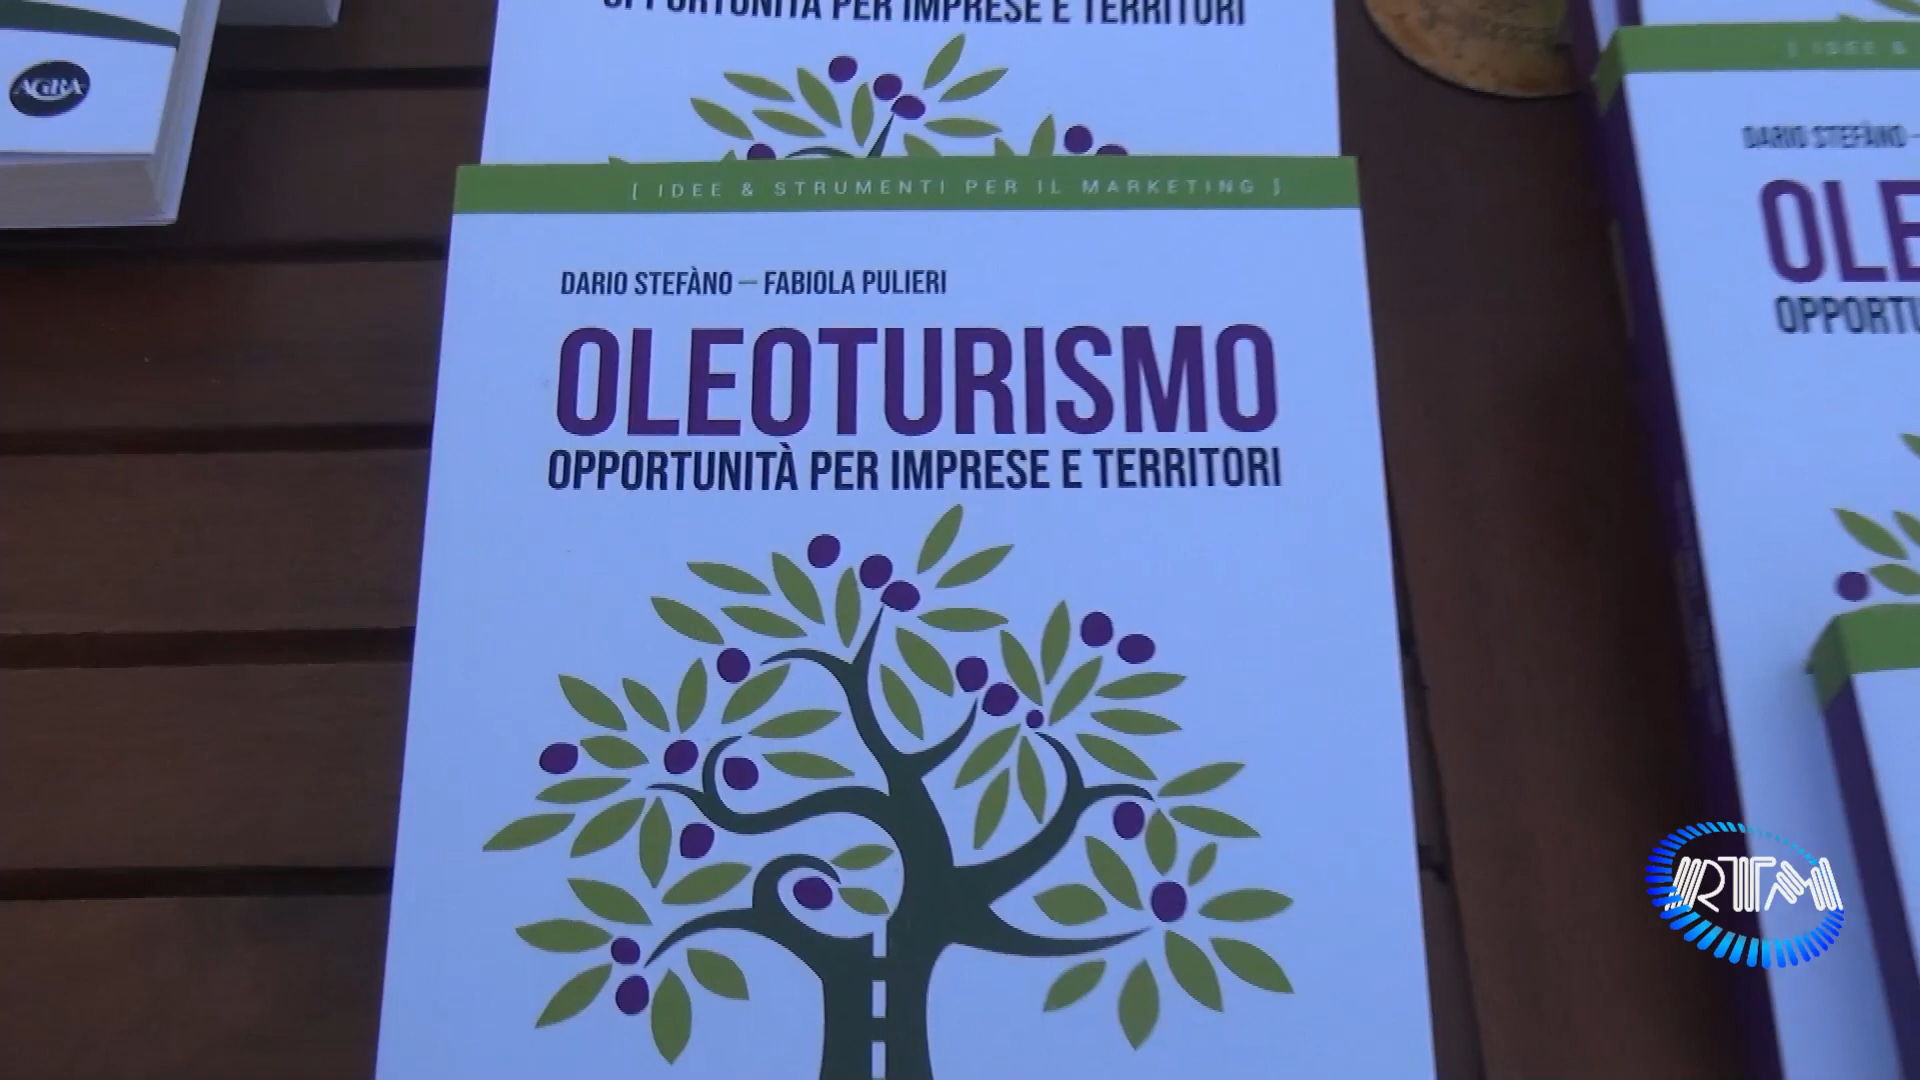 OPPORTUNITÀ PER IMPRESE E TERRITORI
AGRA
[ IDEE & STRUMENTI PER IL MARKETING ]
DARIO STEFÀNO – FABIOLA PULIERI
OLEOTURISMO
OPPORTUNITÀ PER IMPRESE E TERRITORI
[ IDEE &
DARIO STEFÀNO –
OLE
OPPORTU
RTM